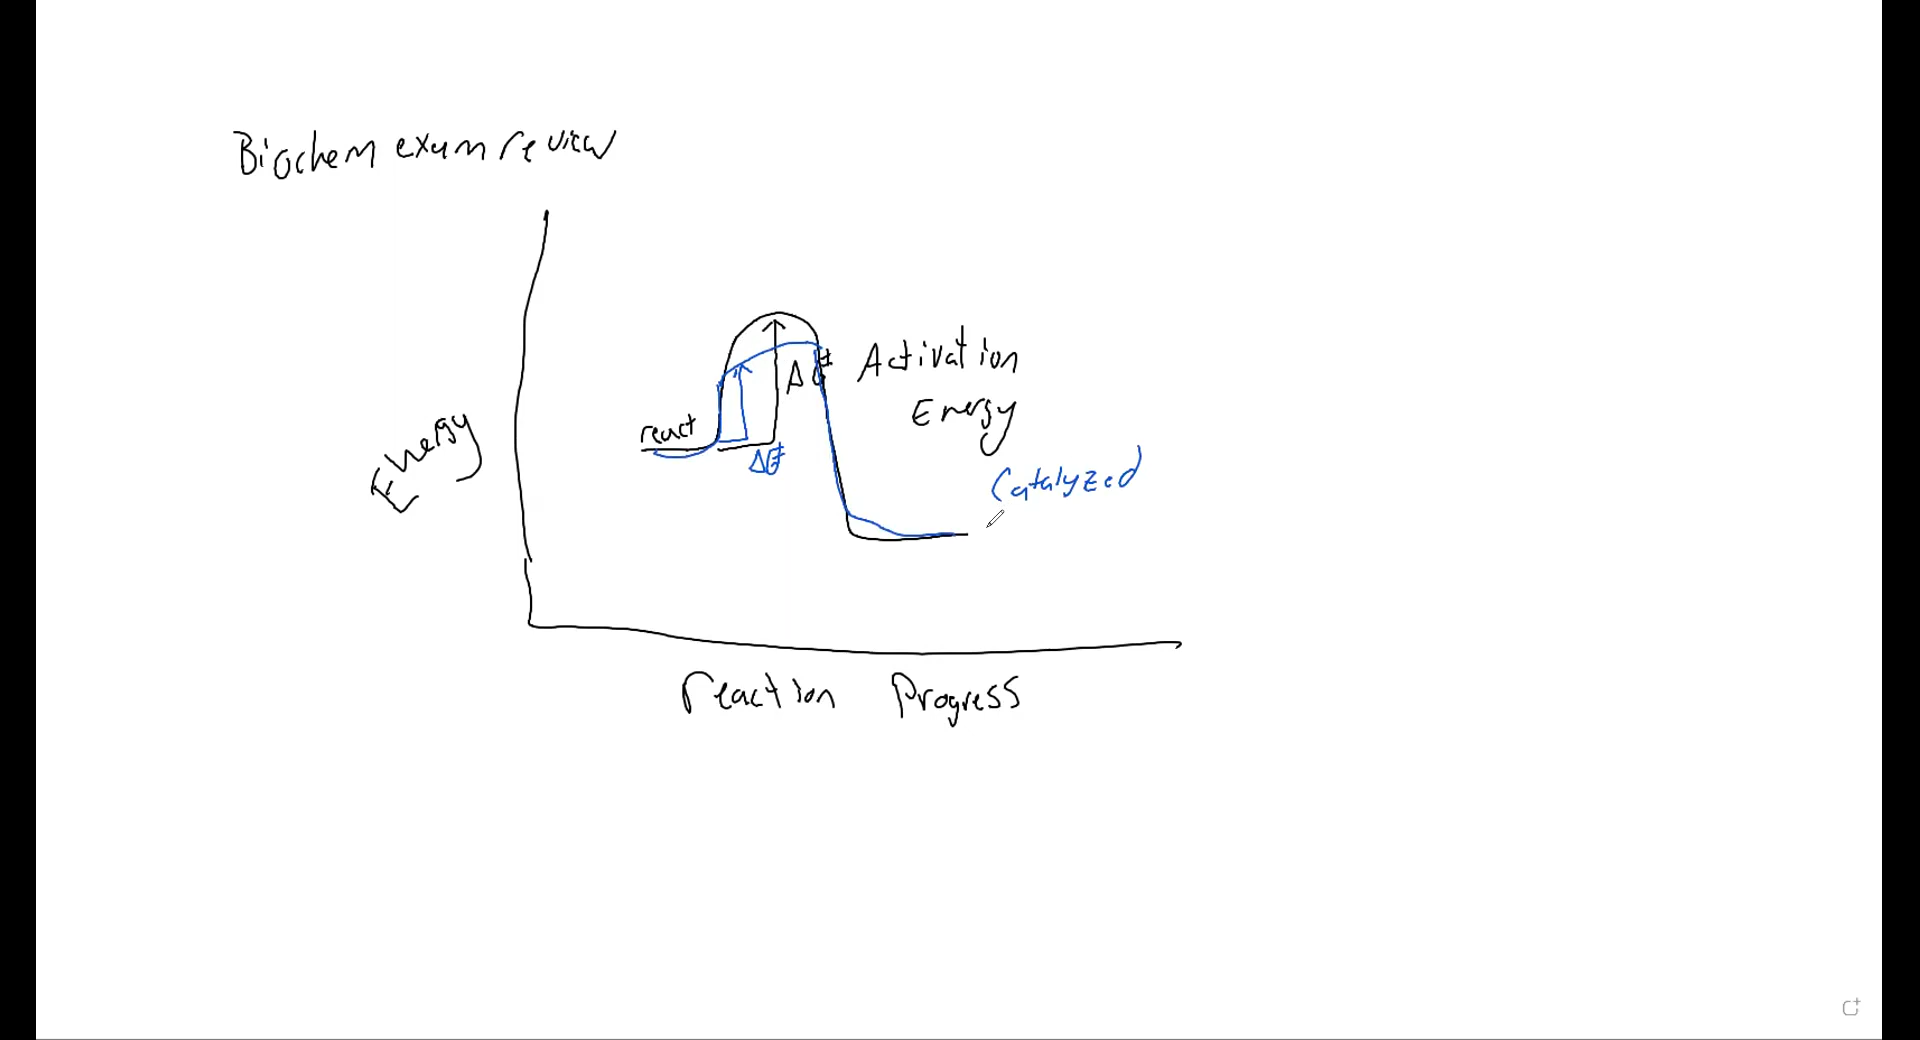 Biochem exam review
Energy
react
ΔG‡
Activation
Energy
ΔG‡
Catalyzed
reaction Progress